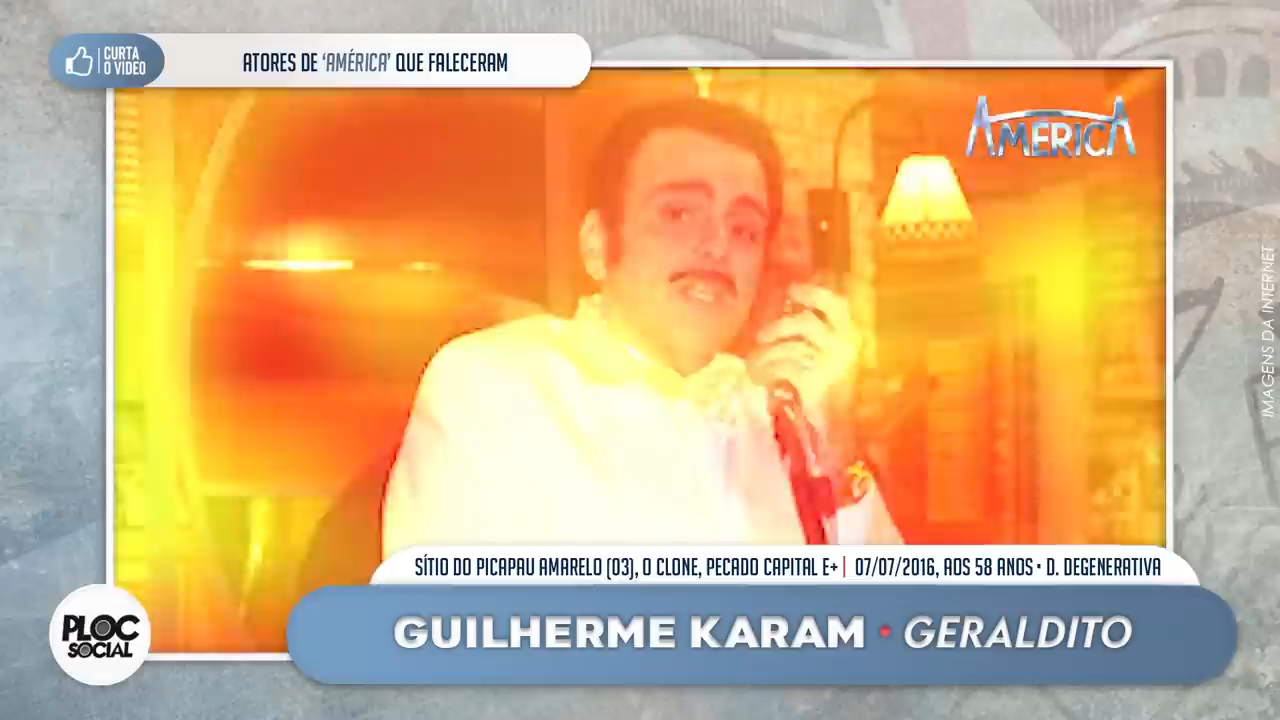 CURTA
O VIDEO
ATORES DE 'AMÉRICA' QUE FALECERAM
AMÉRICA
IMAGENS DA INTERNET
SÍTIO DO PICAPAU AMARELO (03), O CLONE, PECADO CAPITAL E+ | 07/07/2016, AOS 58 ANOS • D. DEGENERATIVA
GUILHERME KARAM • GERALDITO
PLOC
SOCIAL